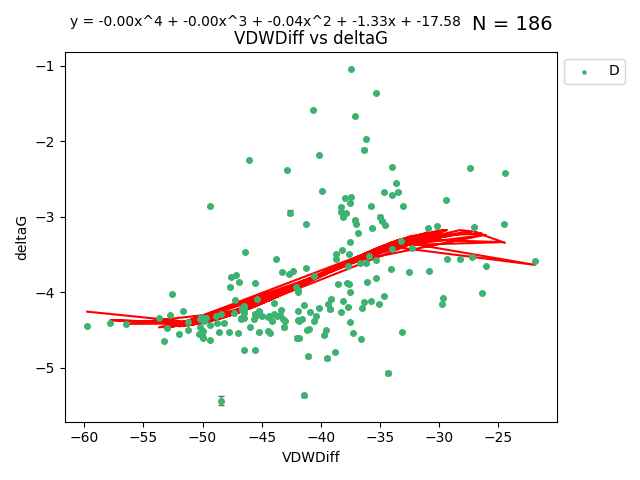 y = -0.00x^4 + -0.00x^3 + -0.04x^2 + -1.33x + -17.58 N = 186
VDWDiff vs deltaG
D
−1
−2
−3
−4
−5
deltaG
−60 −55 −50 −45 −40 −35 −30 −25
VDWDiff